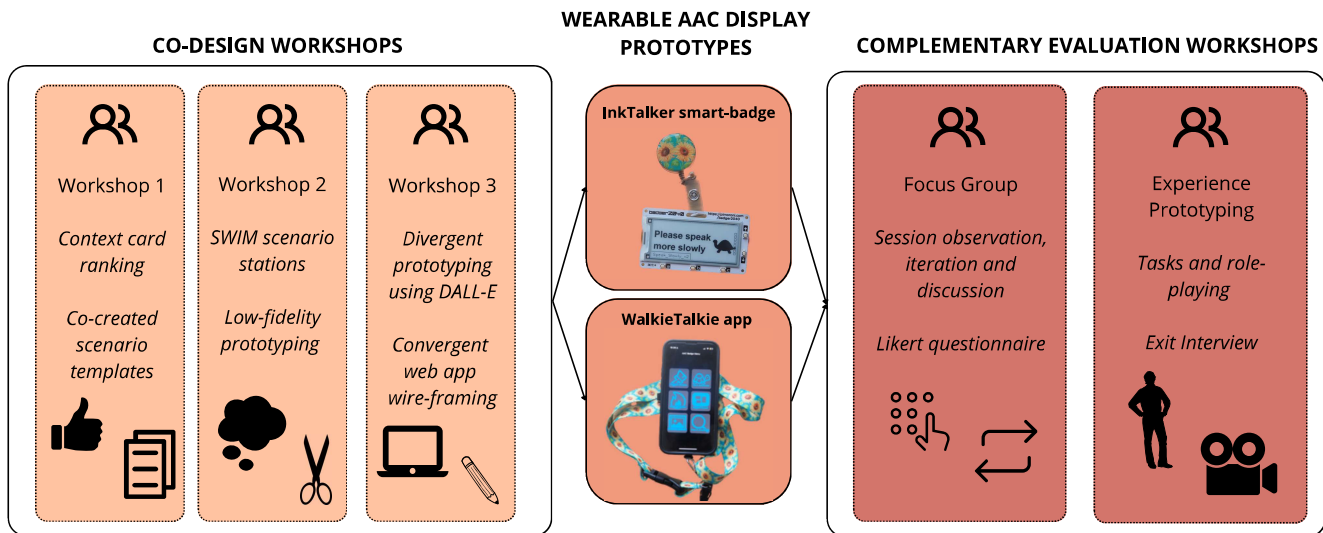 CO-DESIGN WORKSHOPS
Workshop 1
Context card
ranking
Co-created
scenario
templates
Workshop 2
SWIM scenario
stations
Low-fidelity
prototyping
Workshop 3
Divergent
prototyping
using DALL-E
Convergent
web app
wire-framing
WEARABLE AAC DISPLAY
PROTOTYPES
InkTalker smart-badge
Please speak
more slowly
WalkieTalkie app
COMPLEMENTARY EVALUATION WORKSHOPS
Focus Group
Session observation,
iteration and
discussion
Likert questionnaire
Experience
Prototyping
Tasks and role-
playing
Exit Interview